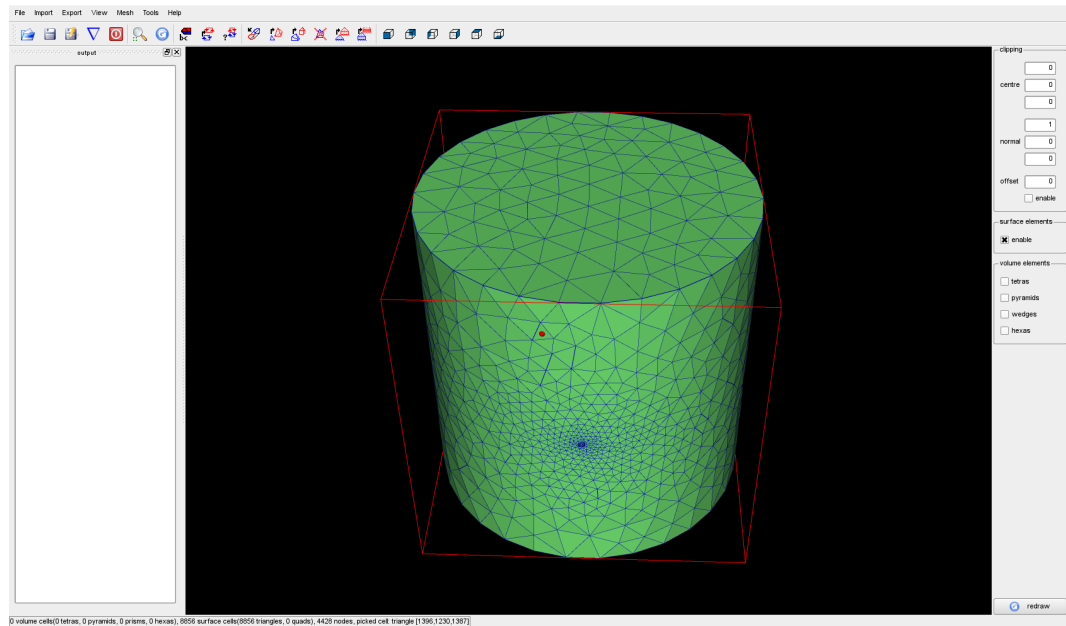 File Import Export View Mesh Tools Help
output
clipping
0
centre 0
0
1
normal 0
0
offset 0
enable
surface elements
enable
volume elements
tetras
pyramids
wedges
hexas
redraw
0 volume cells(0 tetras, 0 pyramids, 0 prisms, 0 hexas), 8856 surface cells(8856 triangles, 0 quads), 4428 nodes, picked cell: triangle [1396,1230,1387]